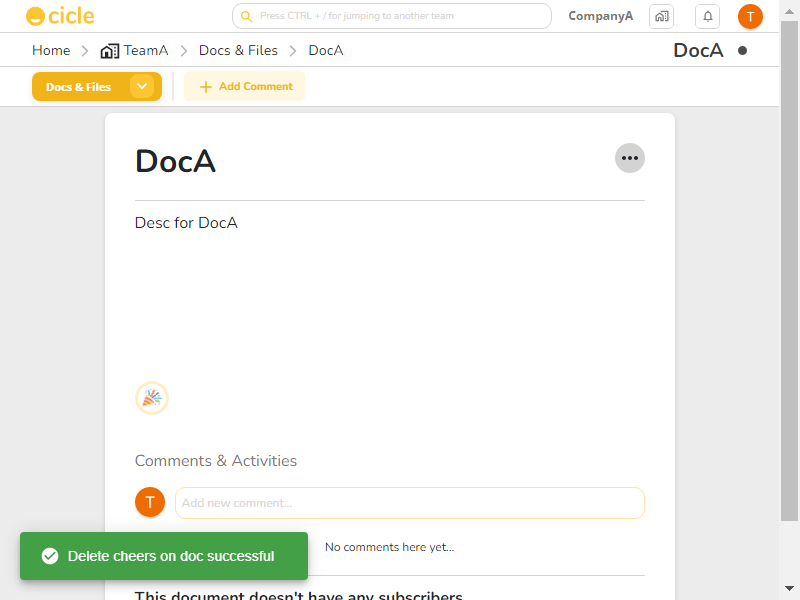 cicle
Press CTRL + / for jumping to another team
CompanyA
T
Home
TeamA
Docs & Files
DocA
DocA
Docs & Files
Add Comment
DocA
Desc for DocA
Comments & Activities
T
Add new comment...
No comments here yet...
Delete cheers on doc successful
This document doesn't have any subscribers